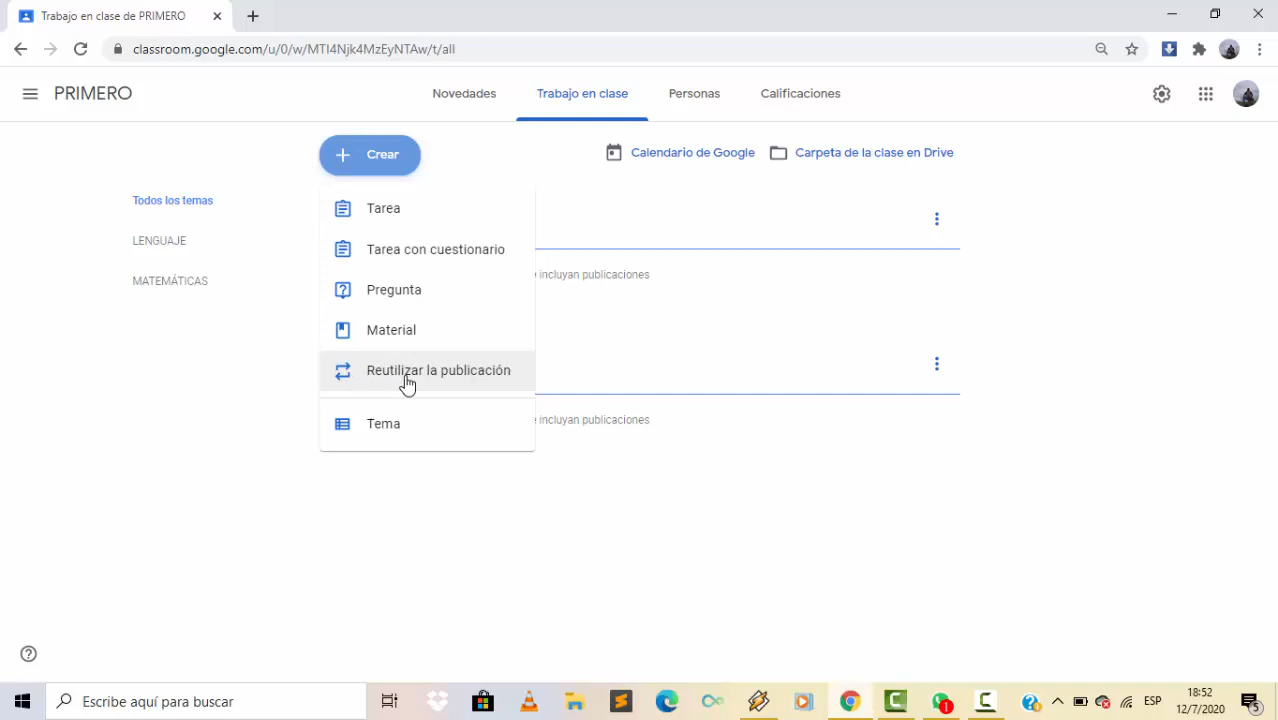 Trabajo en clase de PRIMERO
classroom.google.com/u/0/w/MTI4Njk4MzEyNTAw/t/all
PRIMERO
Novedades
Trabajo en clase
Personas
Calificaciones
Crear
Calendario de Google
Carpeta de la clase en Drive
Todos los temas
LENGUAJE
MATEMÁTICAS
Tarea
Tarea con cuestionario
Pregunta
Material
Reutilizar la publicación
Tema
incluyan publicaciones
incluyan publicaciones
Escribe aquí para buscar
1
ESP
18:52
12/7/2020
5